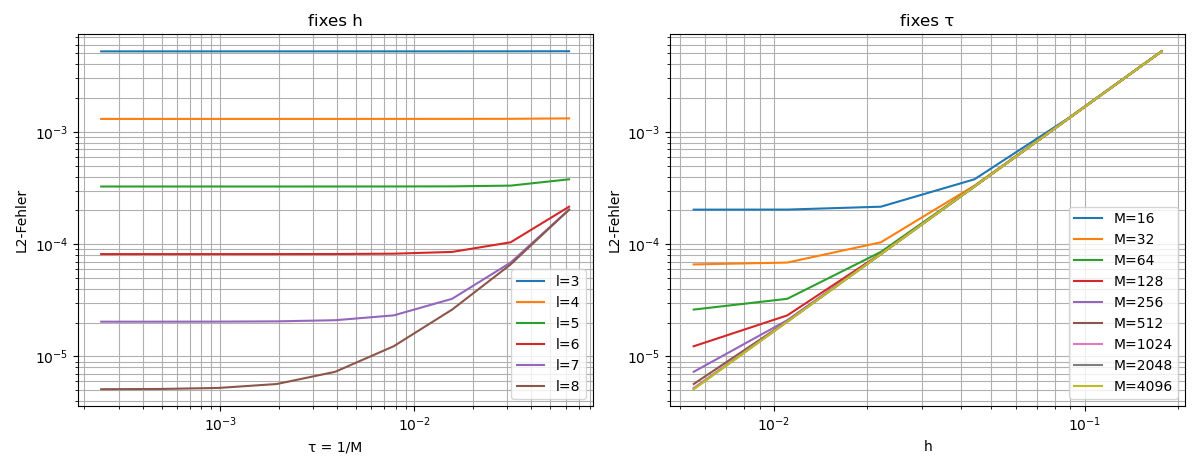 fixes h
L2-Fehler
10⁻³
10⁻⁴
10⁻⁵
10⁻³
10⁻²
τ = 1/M
l=3
l=4
l=5
l=6
l=7
l=8
fixes τ
L2-Fehler
10⁻³
10⁻⁴
10⁻⁵
10⁻²
10⁻¹
h
M=16
M=32
M=64
M=128
M=256
M=512
M=1024
M=2048
M=4096